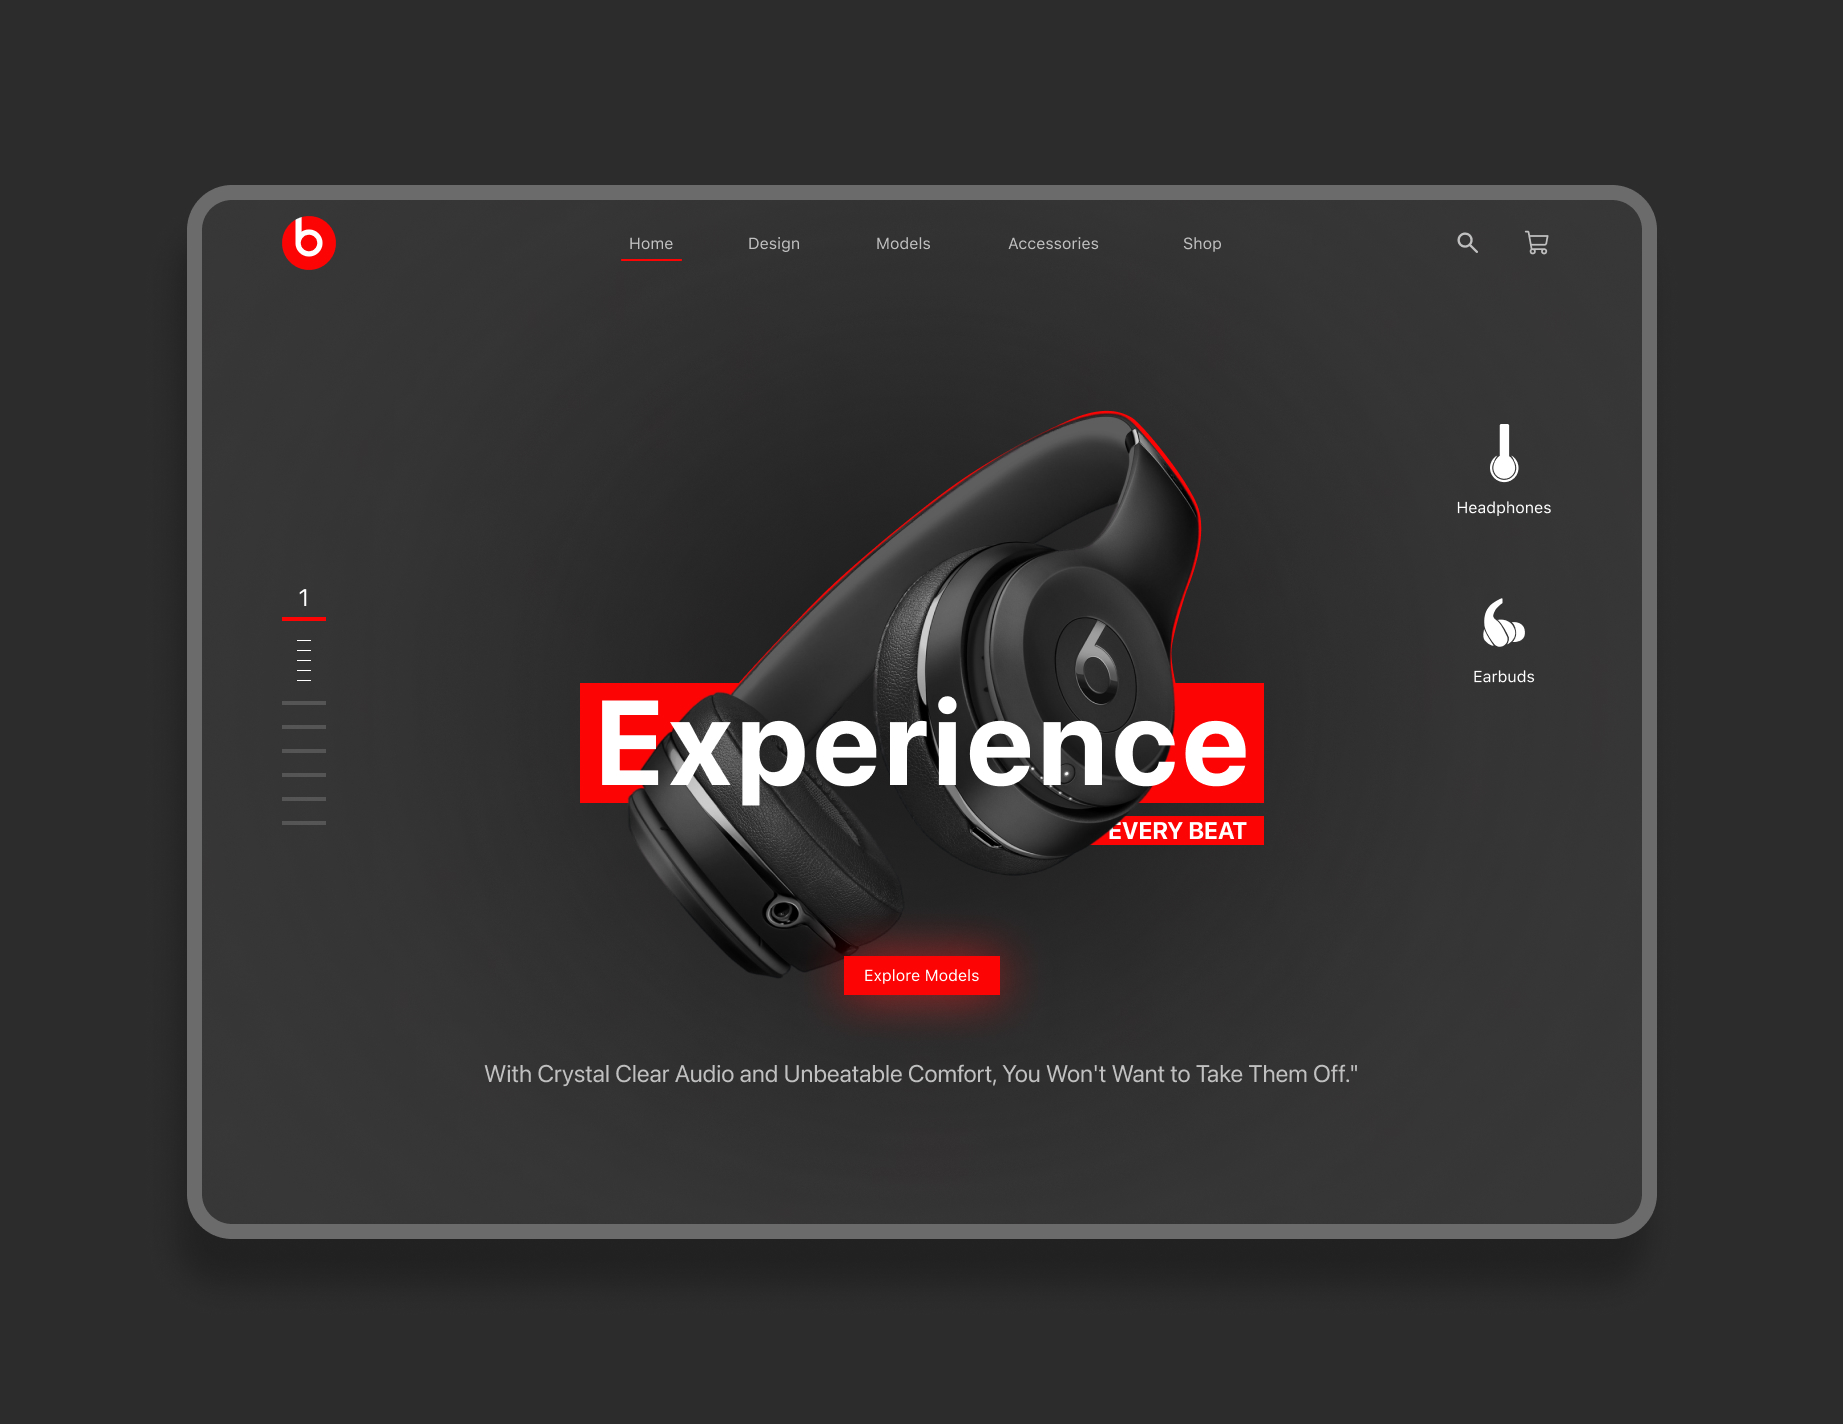 b
Home
Design
Models
Accessories
Shop
Headphones
1
Earbuds
Experience
EVERY BEAT
Explore Models
With Crystal Clear Audio and Unbeatable Comfort, You Won't Want to Take Them Off."